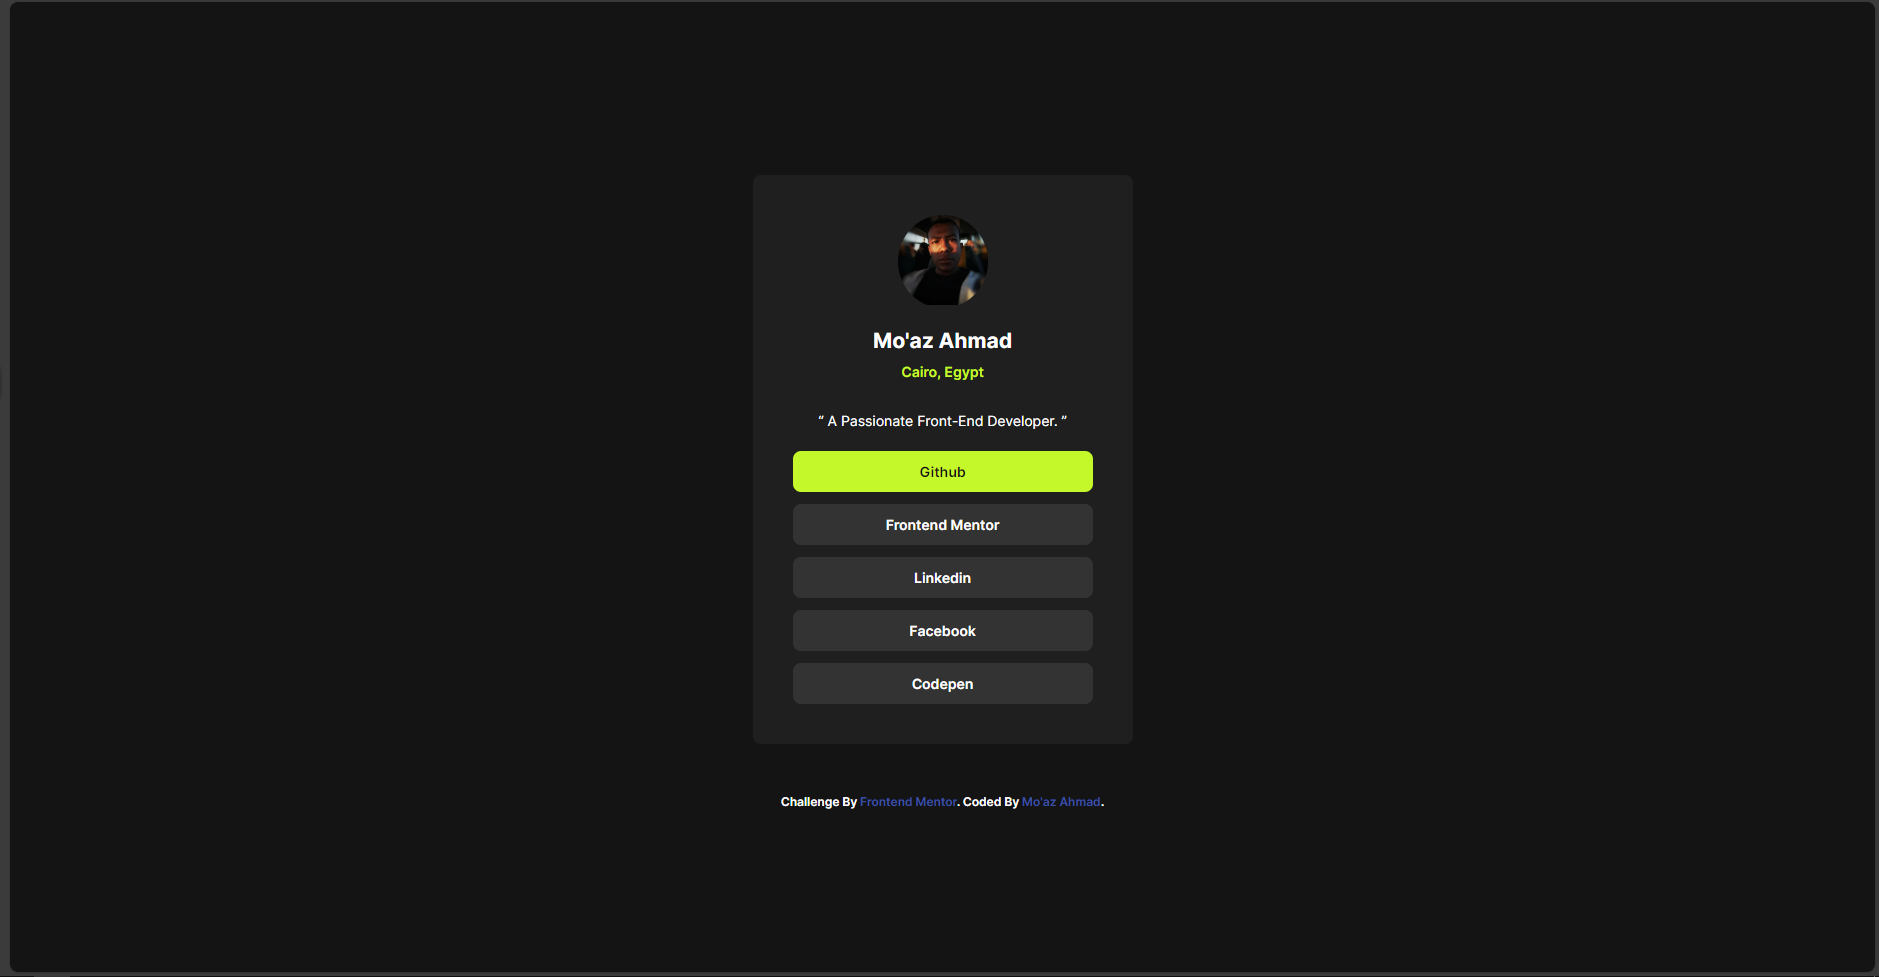 Mo'az Ahmad
Cairo, Egypt
“ A Passionate Front-End Developer. ”
Github
Frontend Mentor
Linkedin
Facebook
Codepen
Challenge By Frontend Mentor. Coded By Mo'az Ahmad.